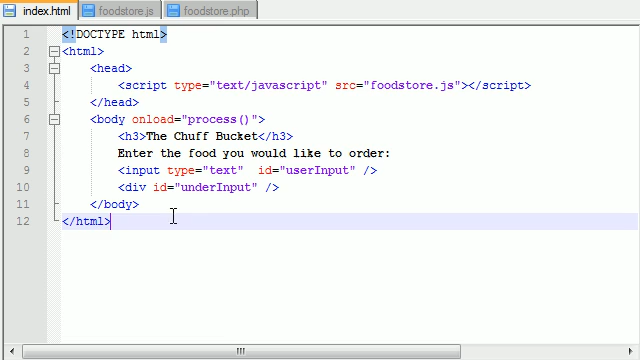 index.html foodstore.js foodstore.php
1 <!DOCTYPE html>
2 <html>
3 <head>
4 <script type="text/javascript" src="foodstore.js"></script>
5 </head>
6 <body onload="process()">
7 <h3>The Chuff Bucket</h3>
8 Enter the food you would like to order:
9 <input type="text"  id="userInput" />
10 <div id="underInput" />
11 </body>
12 </html>